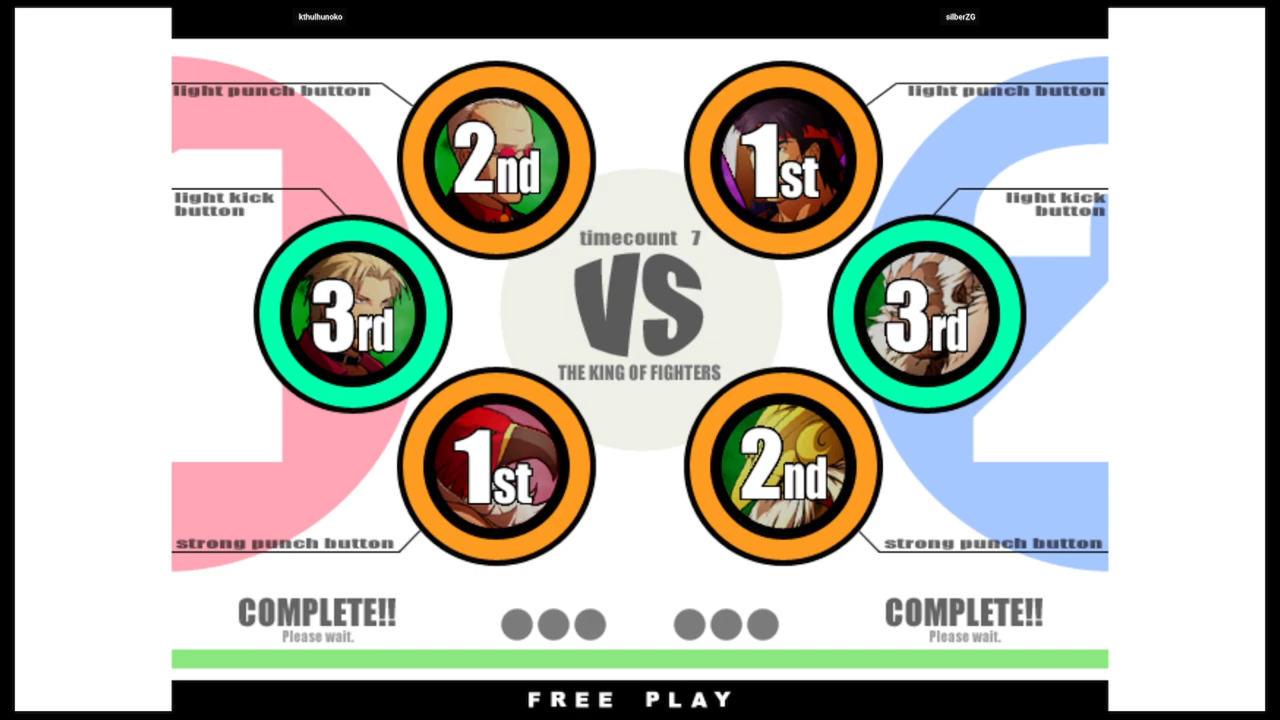 kthulhunoko
silberZG
light punch button
light punch button
2nd
1st
light kick
button
light kick
button
timecount 7
VS
THE KING OF FIGHTERS
3rd
3rd
1st
2nd
strong punch button
strong punch button
COMPLETE!!
Please wait.
COMPLETE!!
Please wait.
FREE PLAY